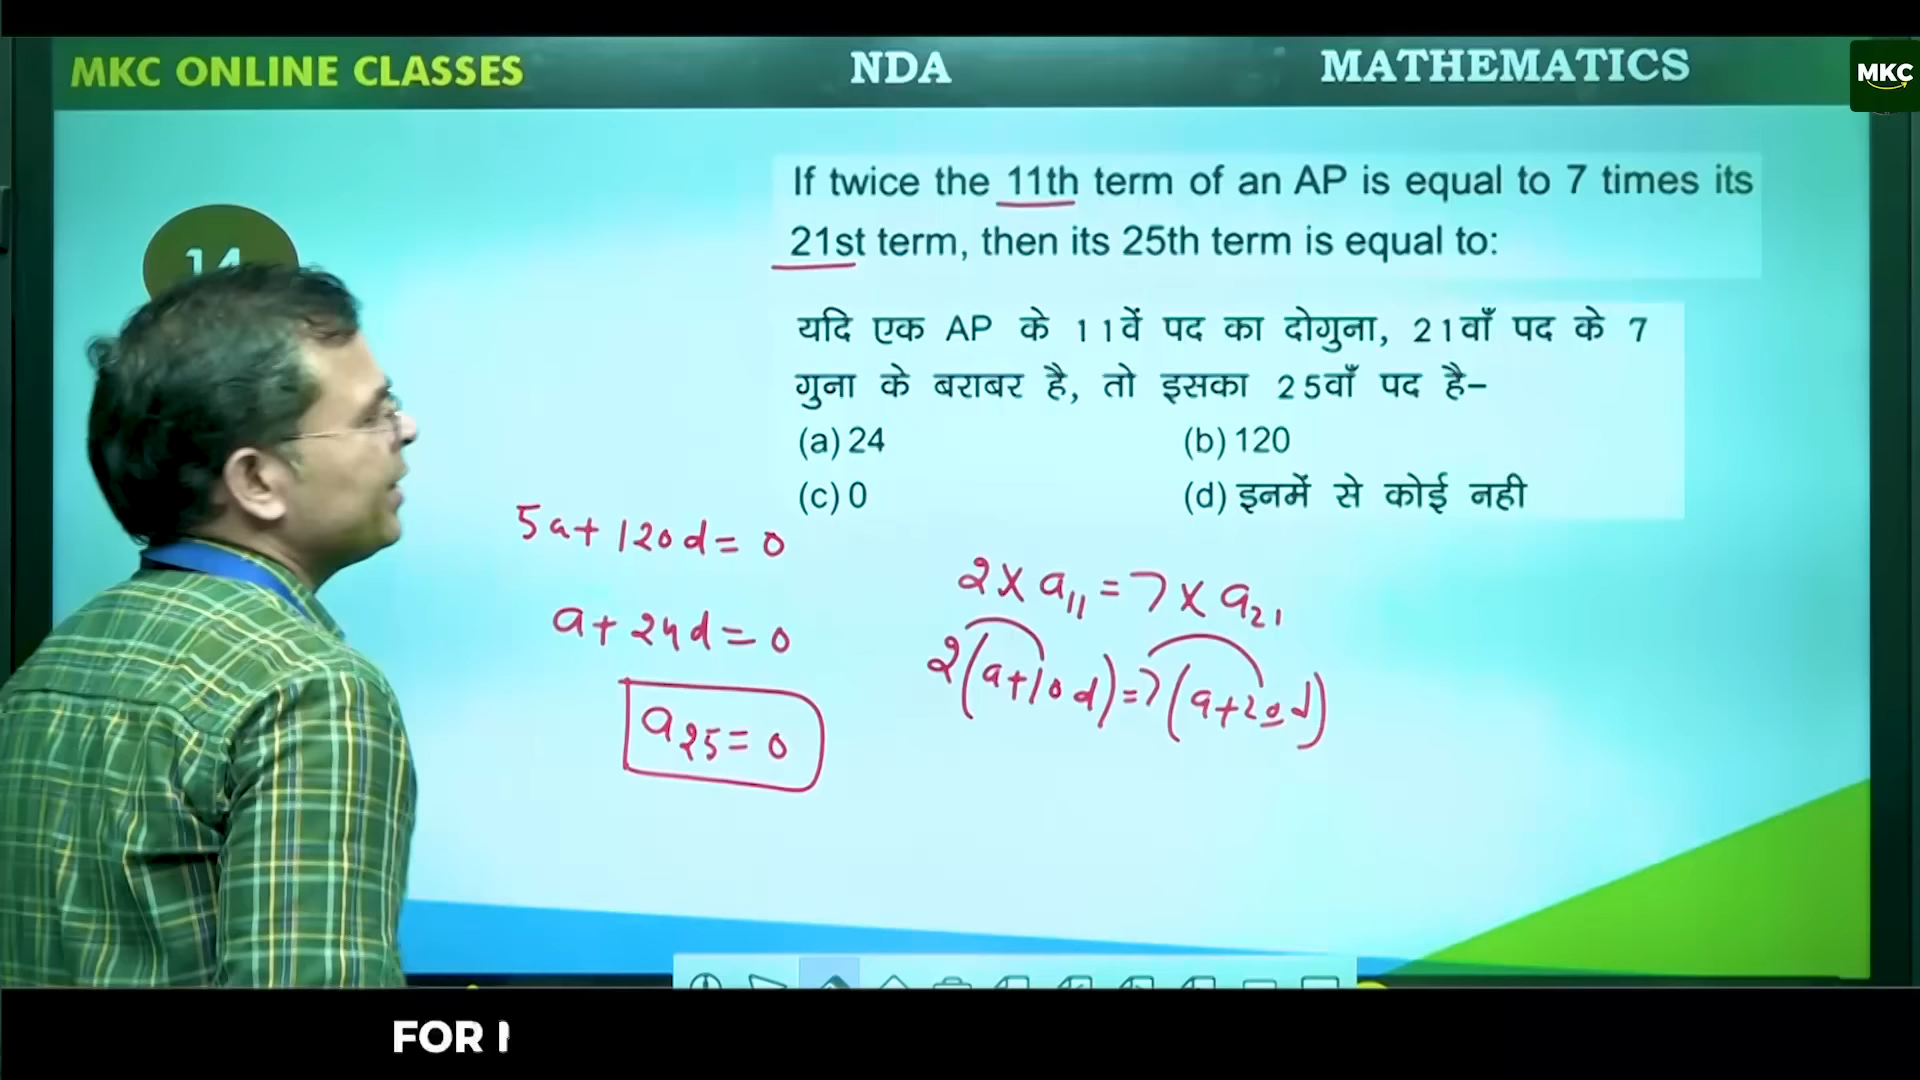 MKC ONLINE CLASSES NDA MATHEMATICS
MKC
14
If twice the 11th term of an AP is equal to 7 times its
21st term, then its 25th term is equal to:
यदि एक AP के 11वें पद का दोगुना, 21वाँ पद के 7
गुना के बराबर है, तो इसका 25वाँ पद है–
(a) 24 (b) 120
(c) 0 (d) इनमें से कोई नही
5a + 120d = 0
a + 24d = 0
a25 = 0
2 × a11 = 7 × a21
2(a+10d) = 7(a+20d)
FOR